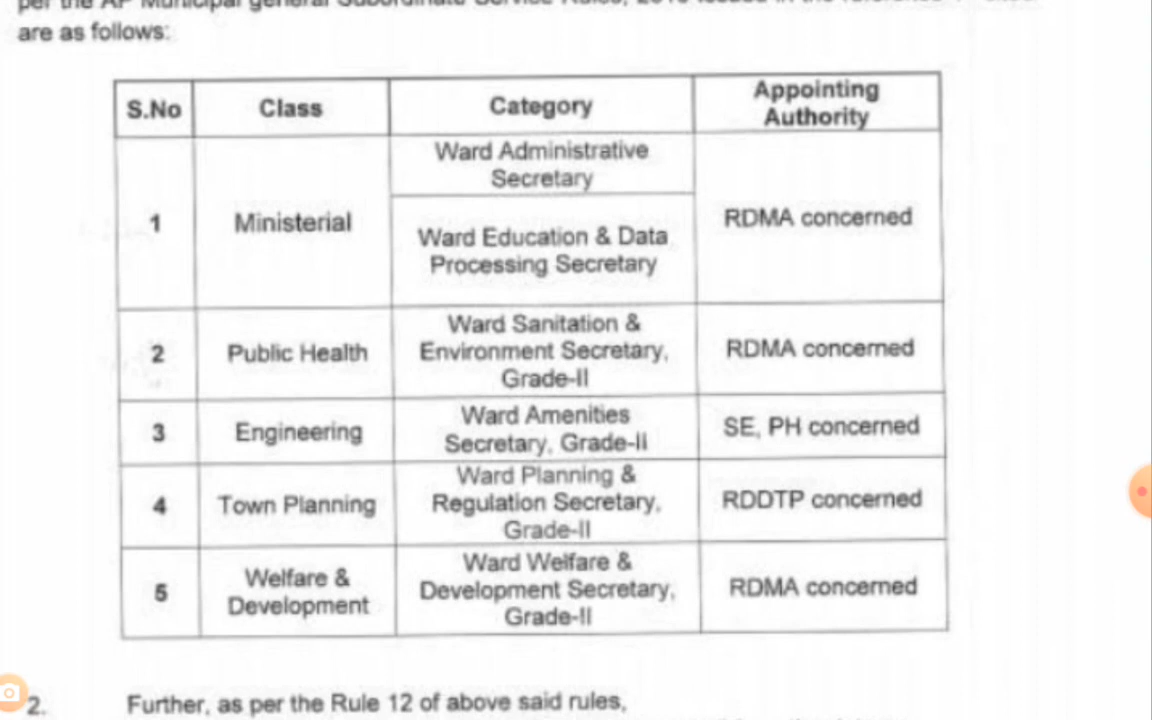 are as follows:
S.No
Class
Category
Appointing
Authority
1
Ministerial
Ward Administrative
Secretary
Ward Education & Data
Processing Secretary
RDMA concerned
2
Public Health
Ward Sanitation &
Environment Secretary,
Grade-II
RDMA concerned
3
Engineering
Ward Amenities
Secretary, Grade-II
SE, PH concerned
4
Town Planning
Ward Planning &
Regulation Secretary,
Grade-II
RDDTP concerned
5
Welfare &
Development
Ward Welfare &
Development Secretary,
Grade-II
RDMA concerned
2. Further, as per the Rule 12 of above said rules,